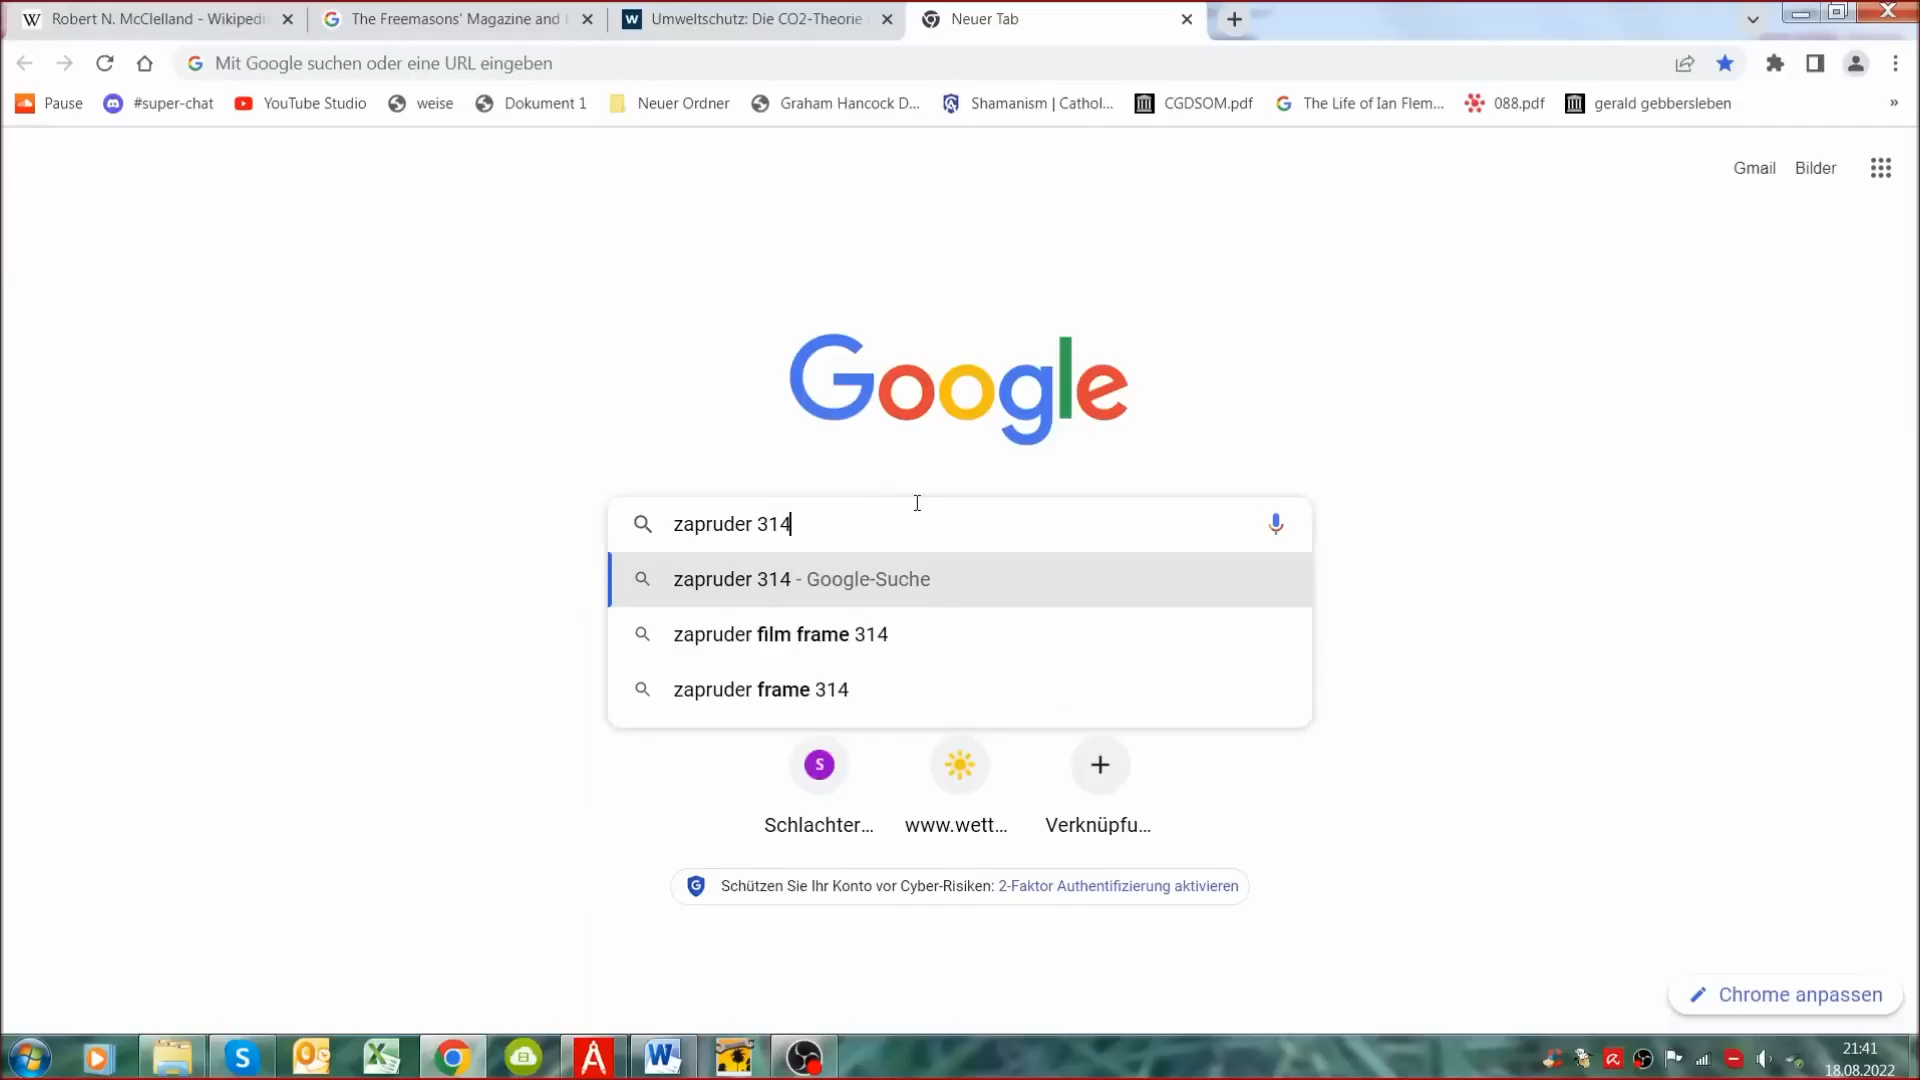 Robert N. McClelland - Wikipedi
The Freemasons' Magazine and
Umweltschutz: Die CO2-Theorie
Neuer Tab
Mit Google suchen oder eine URL eingeben
Pause
#super-chat
YouTube Studio
weise
Dokument 1
Neuer Ordner
Graham Hancock D...
Shamanism | Cathol...
CGDSOM.pdf
The Life of Ian Flem...
088.pdf
gerald gebbersleben
»
Gmail
Bilder
Google
zapruder 314
zapruder 314 - Google-Suche
zapruder film frame 314
zapruder frame 314
S
Schlachter...
www.wett...
Verknüpfu...
Schützen Sie Ihr Konto vor Cyber-Risiken: 2-Faktor Authentifizierung aktivieren
Chrome anpassen
21:41
18.08.2022